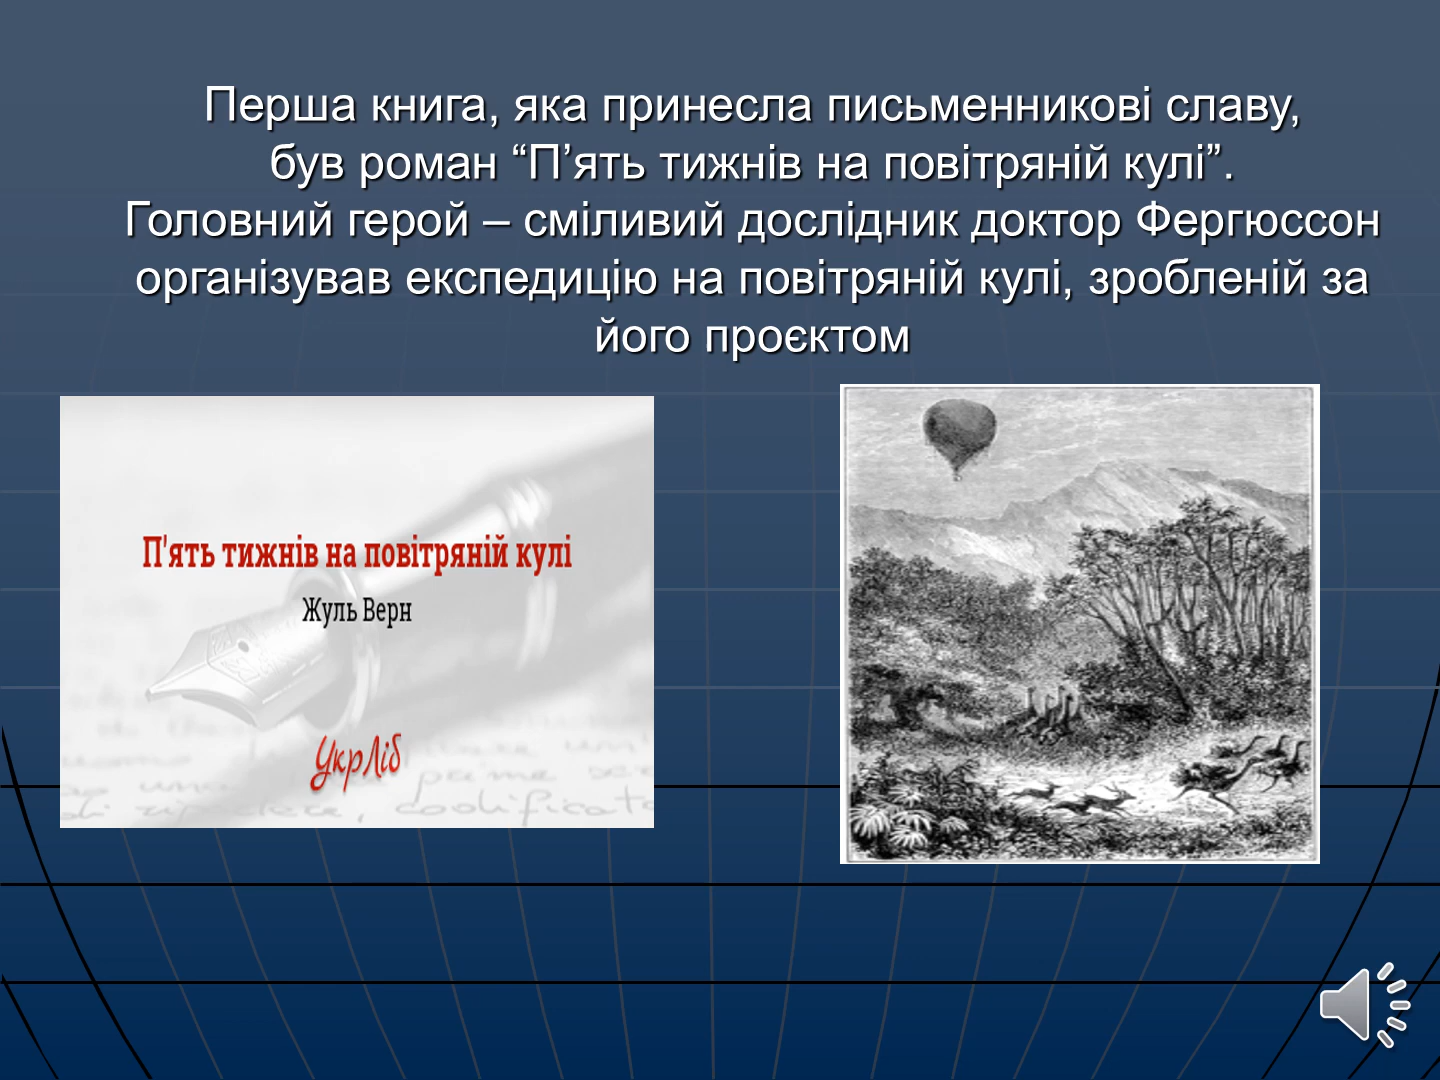 Перша книга, яка принесла письменникові славу,
був роман “П’ять тижнів на повітряній кулі”.
Головний герой – сміливий дослідник доктор Фергюссон
організував експедицію на повітряній кулі, зробленій за
його проєктом
П'ять тижнів на повітряній кулі
Жуль Верн
УкрЛіб